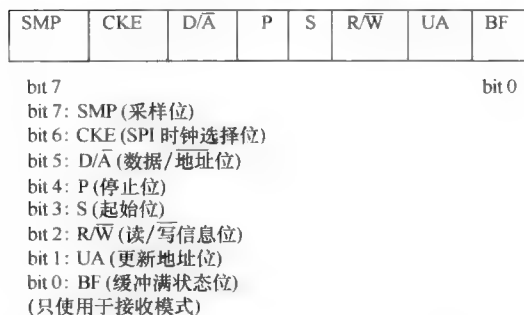 SMP CKE D/A̅ P S R/W̅ UA BF
bit 7 bit 0
bit 7: SMP (采样位)
bit 6: CKE (SPI 时钟选择位)
bit 5: D/A̅ (数据/地̅址̅位)
bit 4: P (停止位)
bit 3: S (起始位)
bit 2: R/W̅ (读/写̅信息位)
bit 1: UA (更新地址位)
bit 0: BF (缓冲满状态位)
(只使用于接收模式)